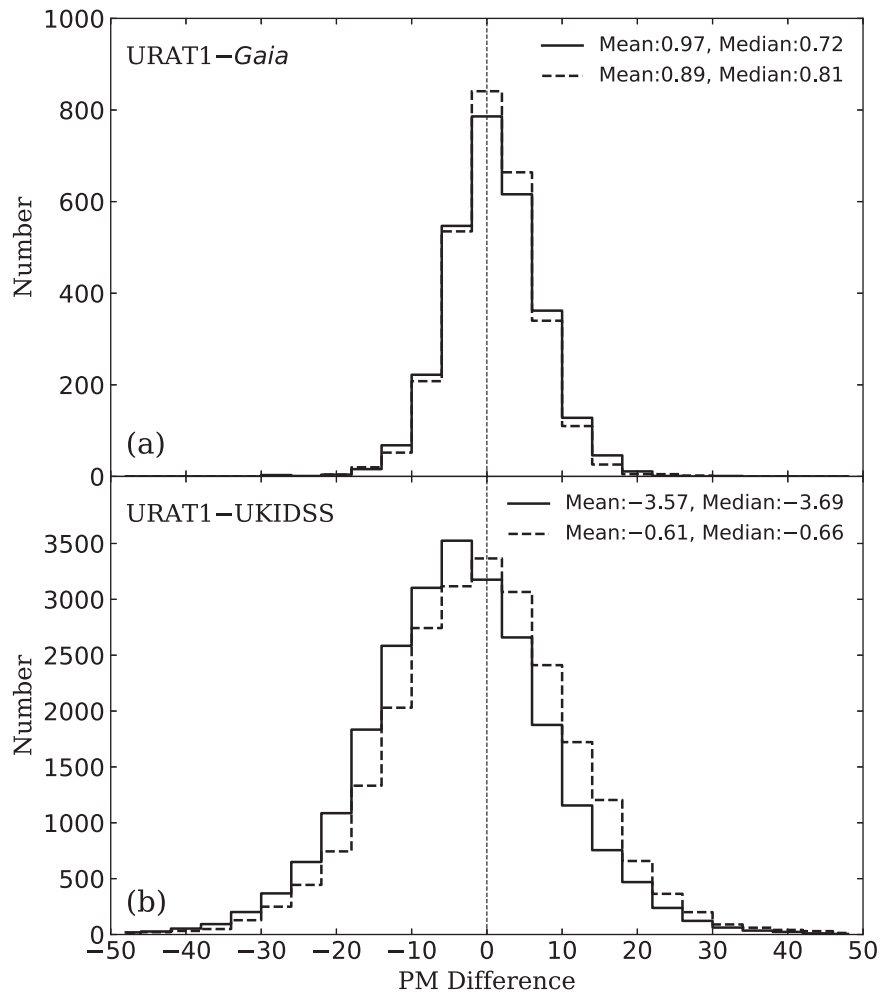 1000
URAT1−Gaia
Mean:0.97, Median:0.72
Mean:0.89, Median:0.81
800
600
Number
400
200
(a)
0
URAT1−UKIDSS
Mean:−3.57, Median:−3.69
Mean:−0.61, Median:−0.66
3500
3000
2500
Number
2000
1500
1000
500
(b)
0
−50 −40 −30 −20 −10 0 10 20 30 40 50
PM Difference